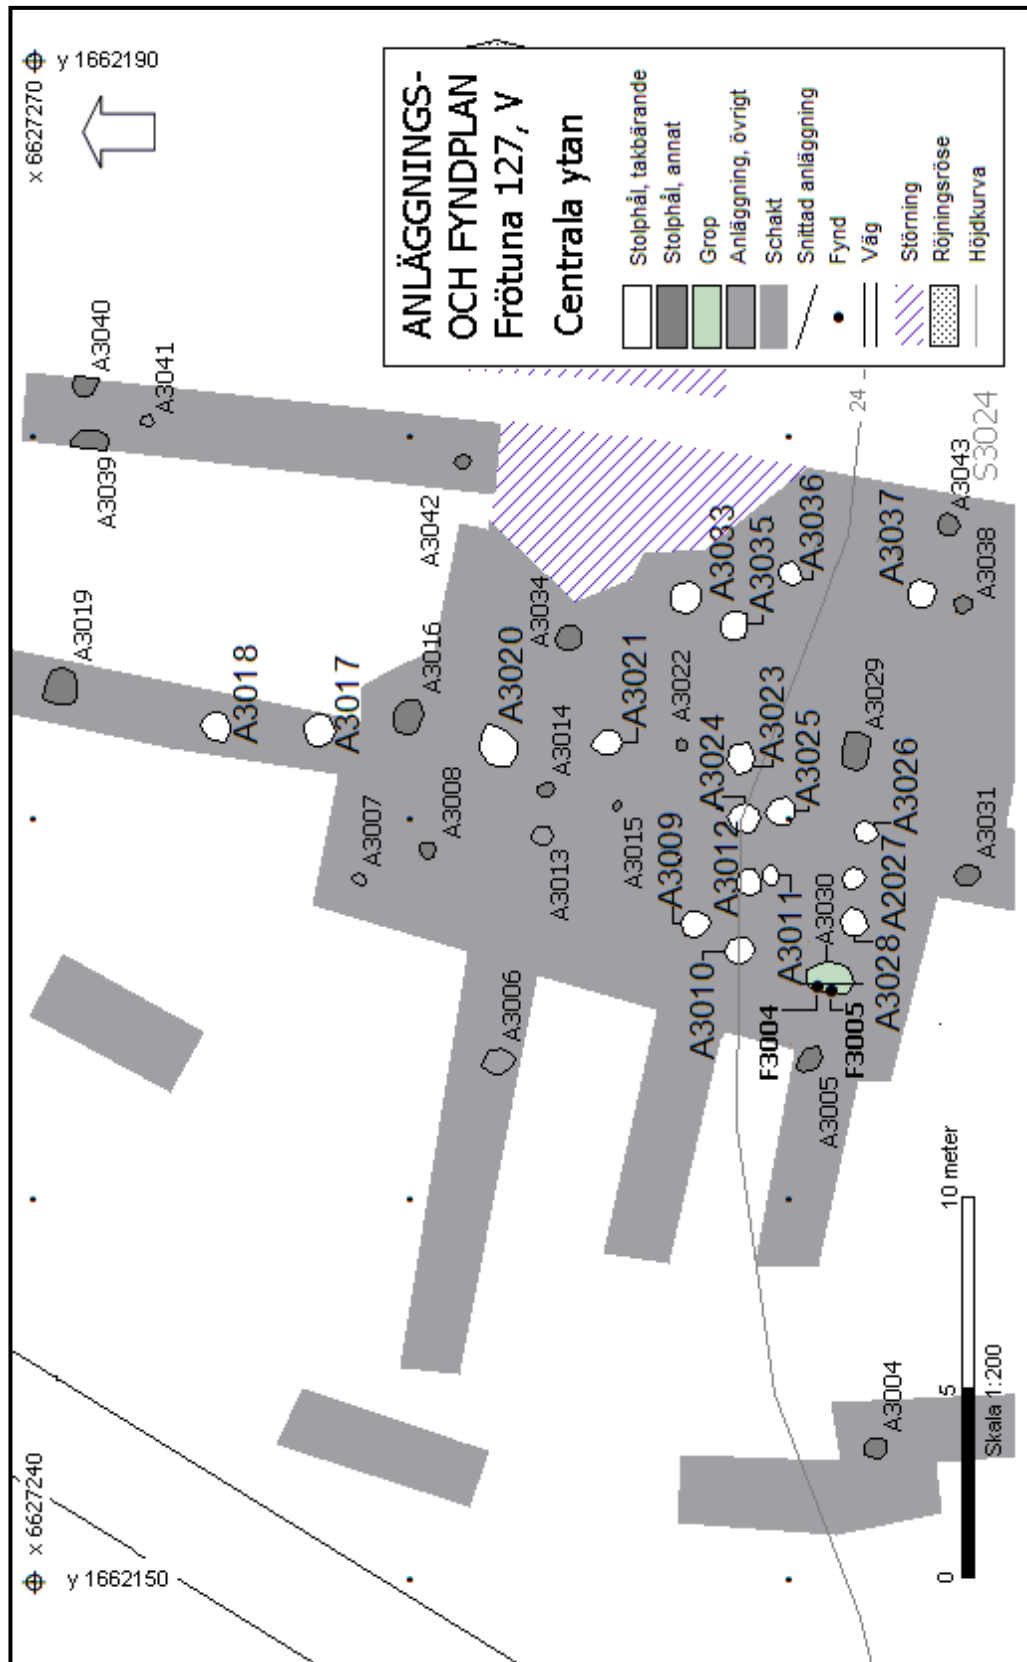 x 6627270
y 1662190
ANLÄGGNINGS-
OCH FYNDPLAN
Frötuna 127, V
Centrala ytan
Stolphål, takbärande
Stolphål, annat
Grop
Anläggning, övrigt
Schakt
Snittad anläggning
Fynd
Väg
Störning
Röjningsröse
Höjdkurva
A3040
A3041
A3039
A3042
A3019
A3018
A3017
A3016
A3020
A3034
A3014
A3021
A3022
A3033
A3035
A3036
A3037
A3043
A3038
S3024
24
A3007
A3008
A3013
A3015
A3009
A3024
A3023
A3025
A3029
A3026
A3012
A3011
A3030
A2027
A3028
A3031
A3006
A3010
F3004
F3005
A3005
A3004
x 6627240
y 1662150
0
5
10 meter
Skala 1:200